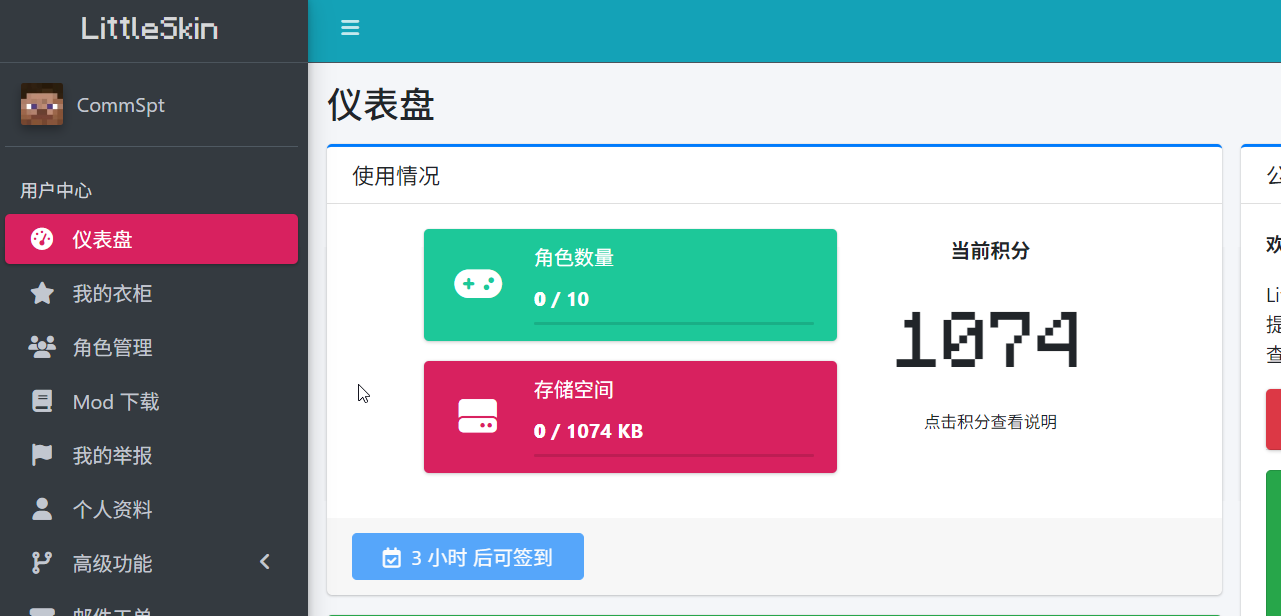 LittleSkin
CommSpt
用户中心
仪表盘
我的衣柜
角色管理
Mod 下载
我的举报
个人资料
高级功能
邮件工单
仪表盘
使用情况
角色数量
0 / 10
存储空间
0 / 1074 KB
当前积分
1074
点击积分查看说明
3 小时 后可签到
公
欢
Li
提
查